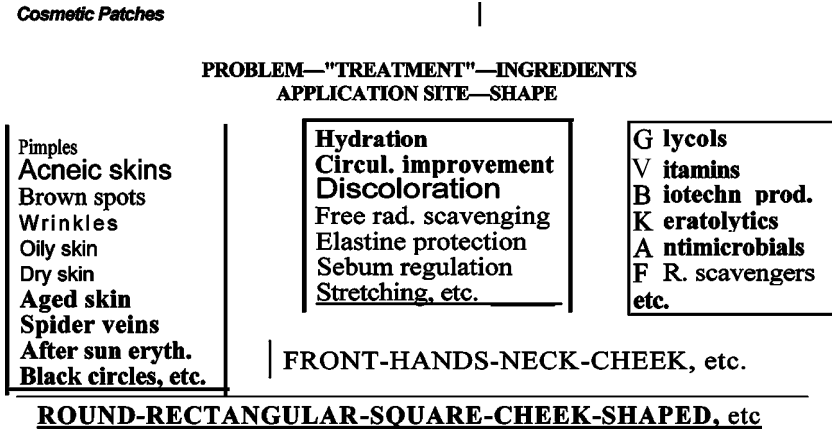 Cosmetic Patches
PROBLEM—"TREATMENT"—INGREDIENTS
APPLICATION SITE—SHAPE
Pimples
Acneic skins
Brown spots
Wrinkles
Oily skin
Dry skin
Aged skin
Spider veins
After sun eryth.
Black circles, etc.
Hydration
Circul. improvement
Discoloration
Free rad. scavenging
Elastine protection
Sebum regulation
Stretching, etc.
G lycols
V itamins
B iotechn prod.
K eratolytics
A ntimicrobials
F R. scavengers
etc.
FRONT-HANDS-NECK-CHEEK, etc.
ROUND-RECTANGULAR-SQUARE-CHEEK-SHAPED, etc